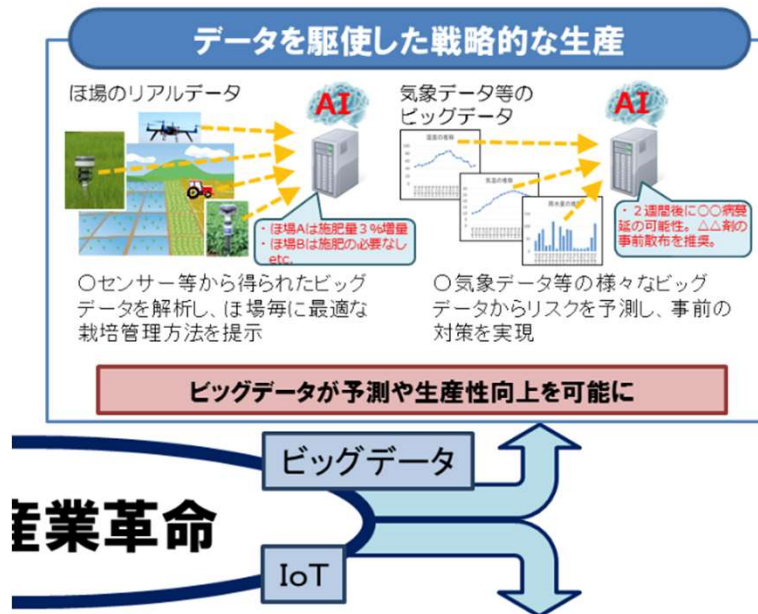 データを駆使した戦略的な生産
ほ場のリアルデータ
AI
・ほ場Aは施肥量3%増量
・ほ場Bは施肥の必要なし
etc.
○センサー等から得られたビッグ
データを解析し、ほ場毎に最適な
栽培管理方法を提示
気象データ等の
ビッグデータ
AI
・2週間後に○○病蔓
延の可能性。△△剤の
事前散布を推奨。
○気象データ等の様々なビッグ
データからリスクを予測し、事前の
対策を実現
ビッグデータが予測や生産性向上を可能に
ビッグデータ
産業革命
IoT